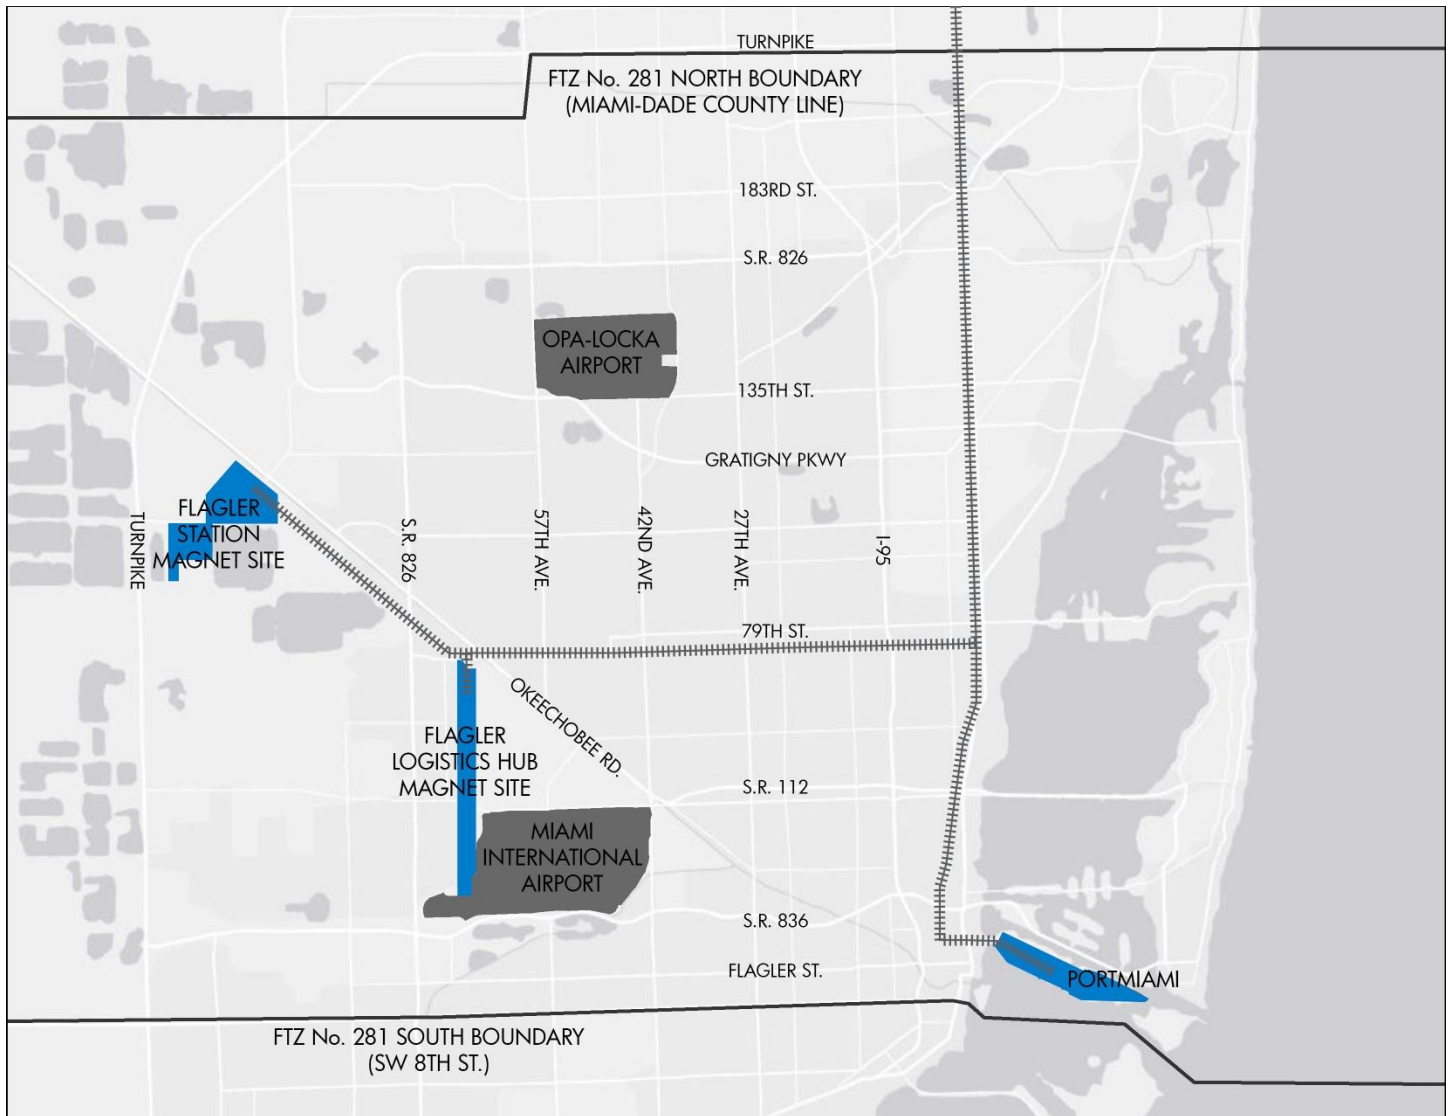 TURNPIKE
FTZ No. 281 NORTH BOUNDARY
(MIAMI-DADE COUNTY LINE)
183RD ST.
S.R. 826
OPA-LOCKA
AIRPORT
135TH ST.
GRATIGNY PKWY
FLAGLER
STATION
MAGNET SITE
TURNPIKE
S.R. 826
57TH AVE.
42ND AVE.
27TH AVE.
I-95
79TH ST.
OKEECHOBEE RD.
FLAGLER
LOGISTICS HUB
MAGNET SITE
S.R. 112
MIAMI
INTERNATIONAL
AIRPORT
S.R. 836
FLAGLER ST.
PORTMIAMI
FTZ No. 281 SOUTH BOUNDARY
(SW 8TH ST.)